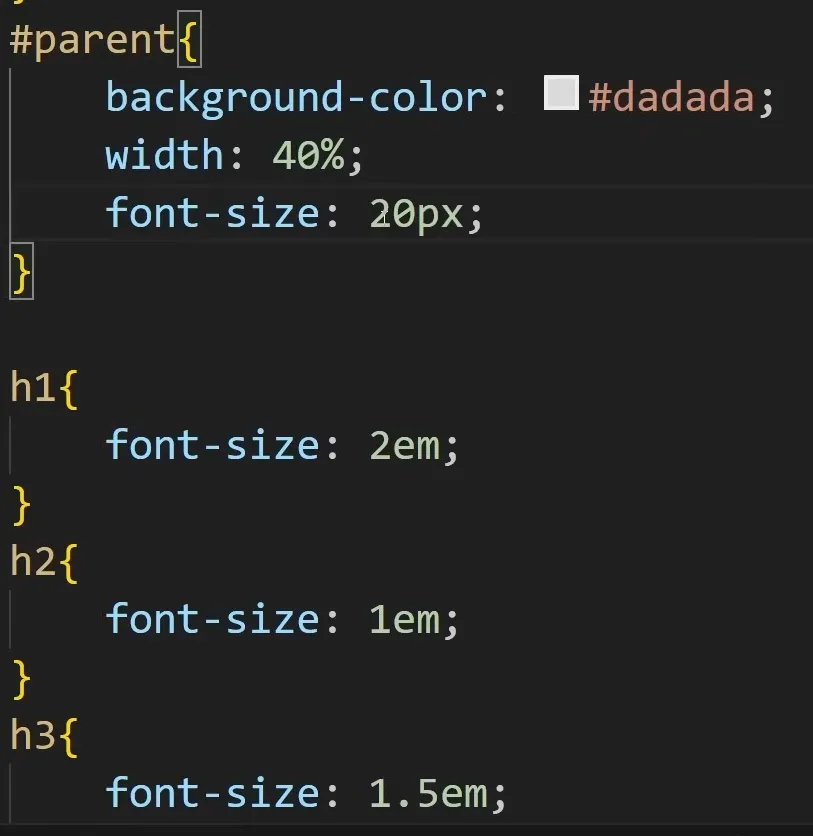 #parent{
background-color: #dadada;
width: 40%;
font-size: 20px;
}
h1{
font-size: 2em;
}
h2{
font-size: 1em;
}
h3{
font-size: 1.5em;